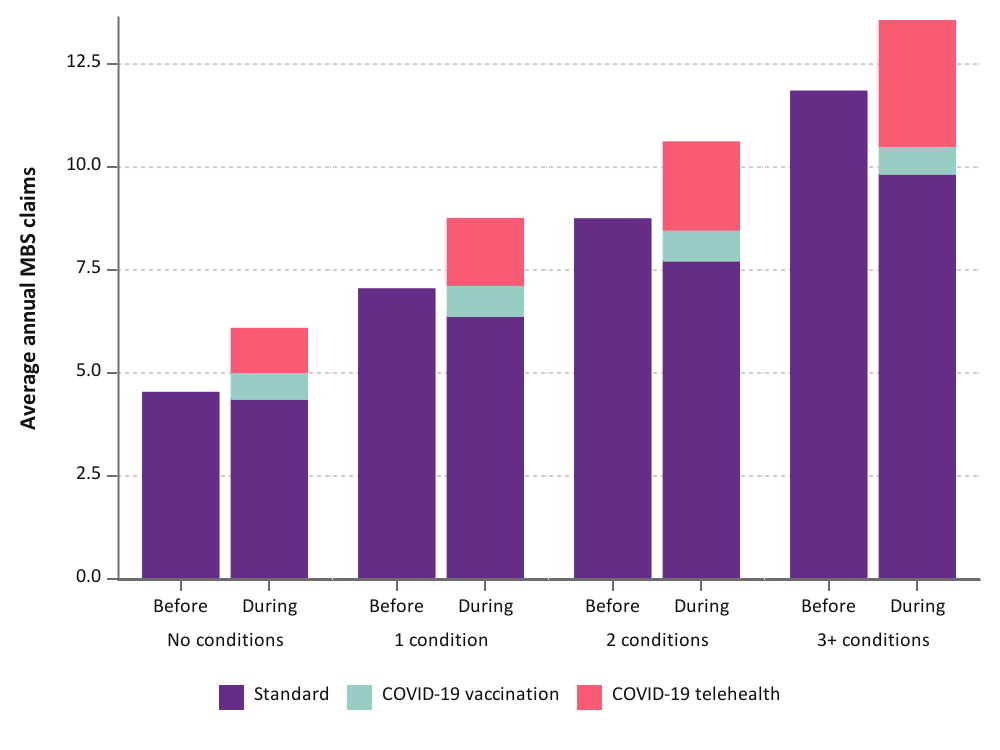 Average annual MBS claims
12.5
10.0
7.5
5.0
2.5
0.0
Before During Before During Before During Before During
No conditions 1 condition 2 conditions 3+ conditions
Standard COVID-19 vaccination COVID-19 telehealth